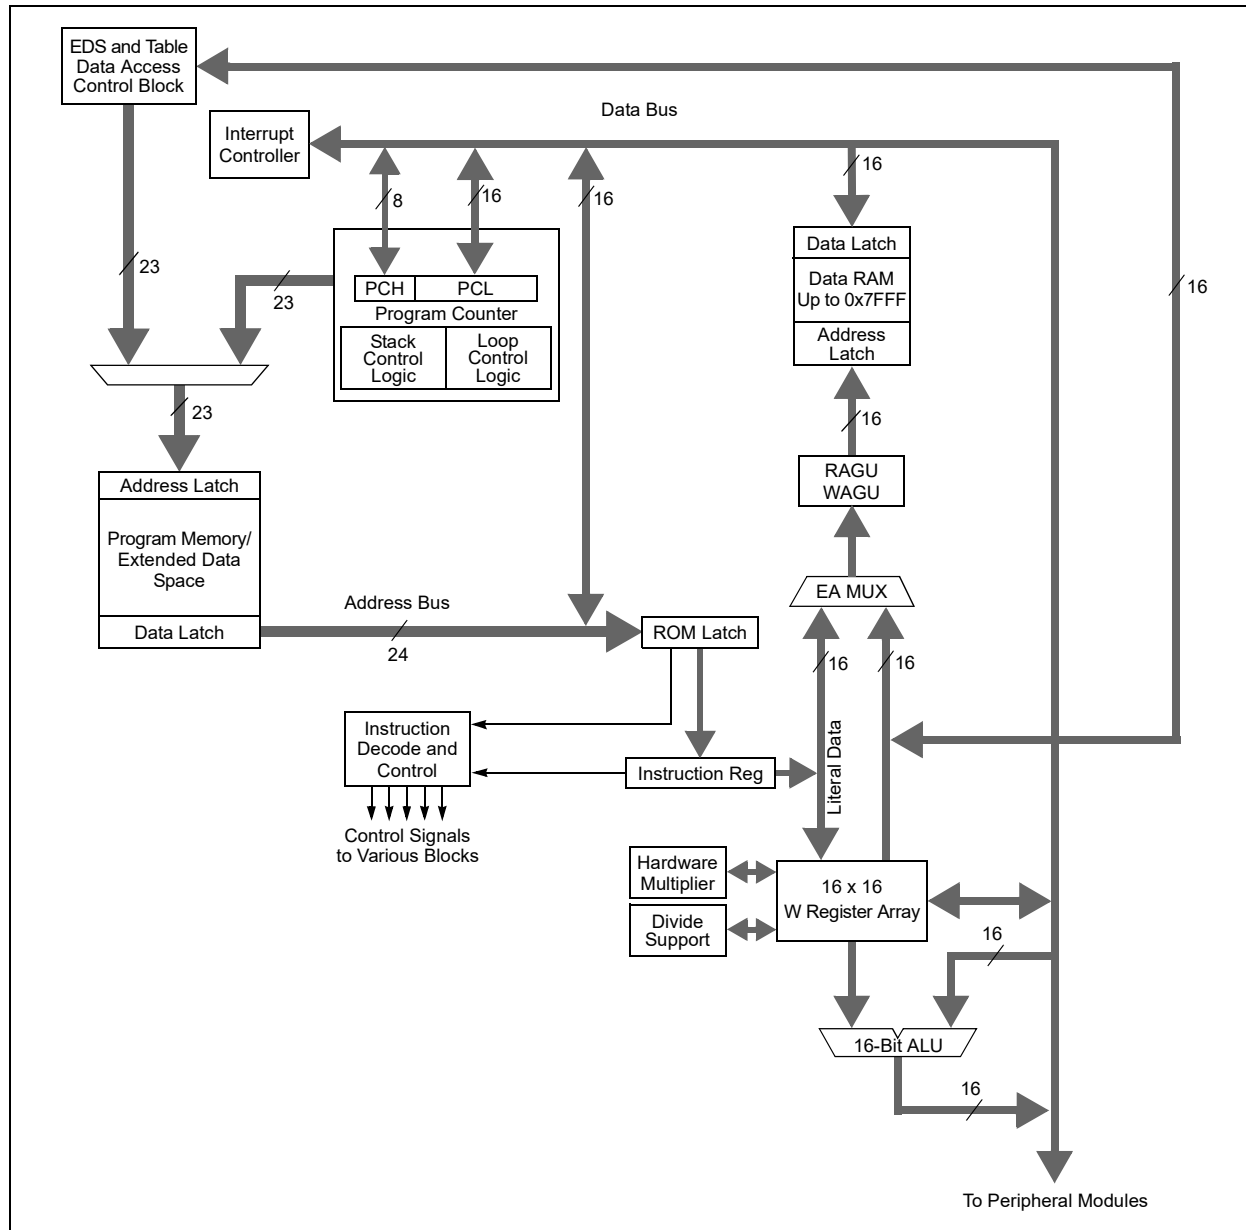 EDS and Table
Data Access
Control Block
Data Bus
Interrupt
Controller
16
8
16
16
Data Latch
Data RAM
Up to 0x7FFF
Address
Latch
23
23
16
PCH
PCL
Program Counter
Stack
Control
Logic
Loop
Control
Logic
23
16
RAGU
WAGU
Address Latch
Program Memory/
Extended Data
Space
Data Latch
EA MUX
Address Bus
24
ROM Latch
16
16
Instruction
Decode and
Control
Instruction Reg
Literal Data
Control Signals
to Various Blocks
Hardware
Multiplier
16 x 16
W Register Array
Divide
Support
16
16-Bit ALU
16
To Peripheral Modules